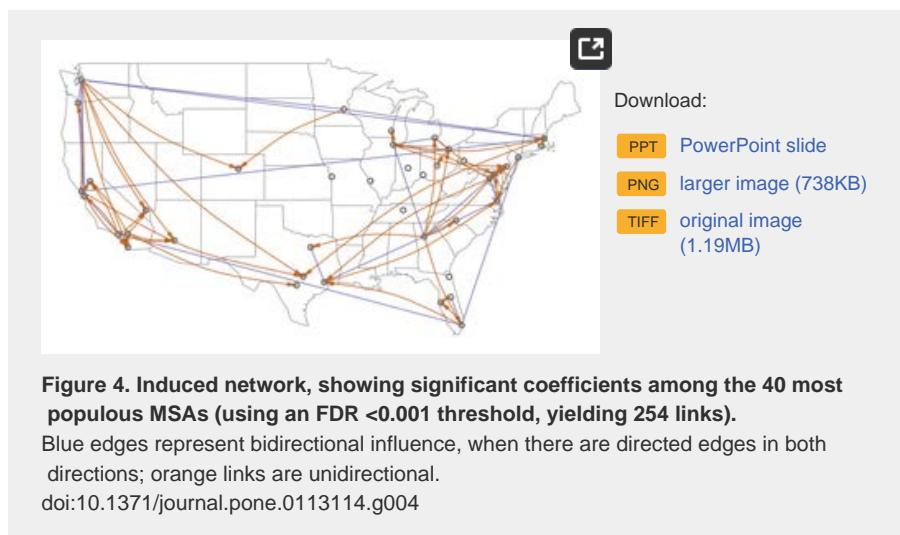 Download:
PPT PowerPoint slide
PNG larger image (738KB)
TIFF original image
(1.19MB)
Figure 4. Induced network, showing significant coefficients among the 40 most
populous MSAs (using an FDR <0.001 threshold, yielding 254 links).
Blue edges represent bidirectional influence, when there are directed edges in both
directions; orange links are unidirectional.
doi:10.1371/journal.pone.0113114.g004